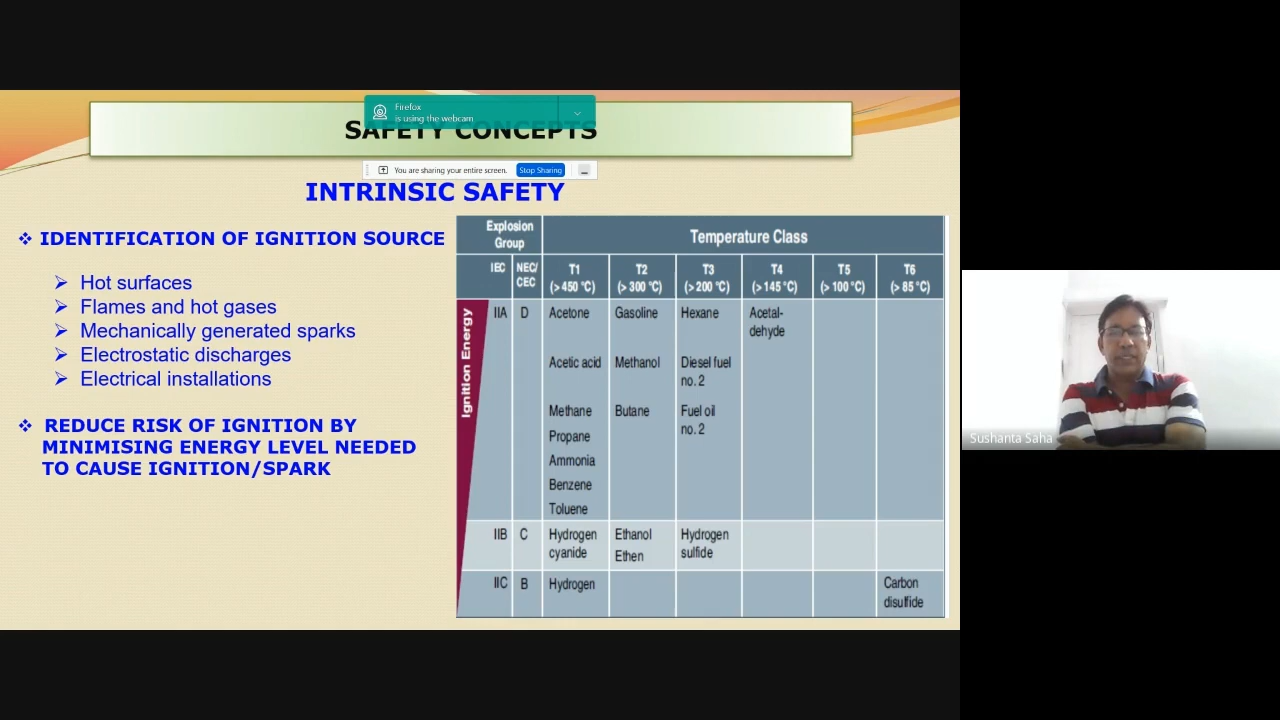 Firefox
is using the webcam
SAFETY CONCEPTS
You are sharing your entire screen. Stop Sharing
INTRINSIC SAFETY
❖ IDENTIFICATION OF IGNITION SOURCE
➢ Hot surfaces
➢ Flames and hot gases
➢ Mechanically generated sparks
➢ Electrostatic discharges
➢ Electrical installations
❖ REDUCE RISK OF IGNITION BY
MINIMISING ENERGY LEVEL NEEDED
TO CAUSE IGNITION/SPARK
Explosion
Group
Temperature Class
IEC NEC/
CEC
T1
(> 450 °C)
T2
(> 300 °C)
T3
(> 200 °C)
T4
(> 145 °C)
T5
(> 100 °C)
T6
(> 85 °C)
Ignition Energy
IIA D Acetone Gasoline Hexane Acetal-
dehyde
Acetic acid Methanol Diesel fuel
no. 2
Methane Butane Fuel oil
no. 2
Propane
Ammonia
Benzene
Toluene
IIB C Hydrogen
cyanide
Ethanol
Ethen
Hydrogen
sulfide
IIC B Hydrogen Carbon
disulfide
Sushanta Saha